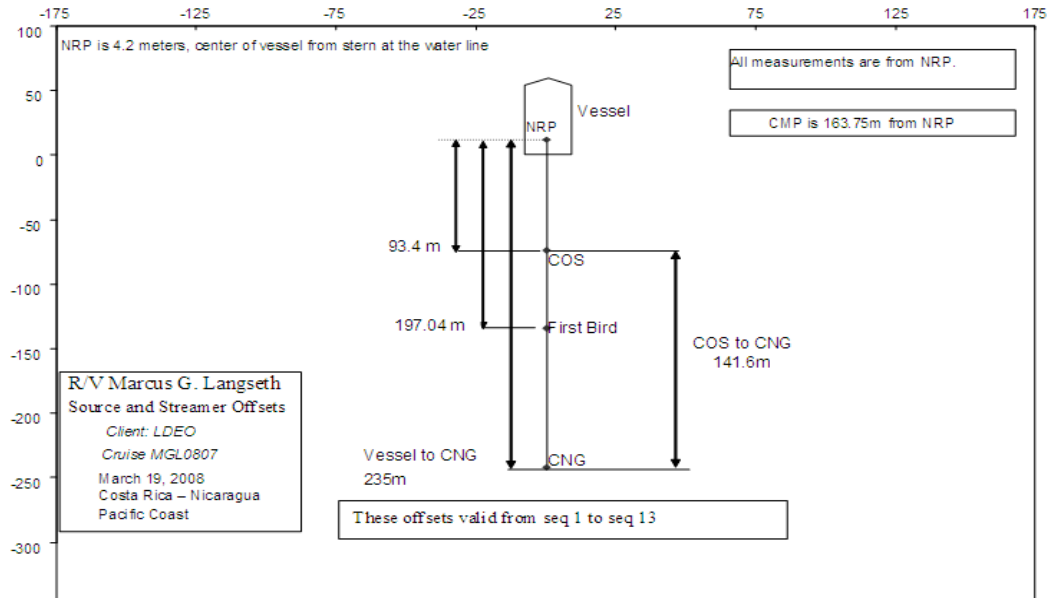 -175 -125 -75 -25 25 75 125 175
100
50
0
-50
-100
-150
-200
-250
-300
NRP is 4.2 meters, center of vessel from stern at the water line
All measurements are from NRP.
CMP is 163.75m from NRP
Vessel
NRP
93.4 m
COS
197.04 m
First Bird
COS to CNG
141.6m
Vessel to CNG
235m
CNG
R/V Marcus G. Langseth
Source and Streamer Offsets
Client: LDEO
Cruise MGL0807
March 19, 2008
Costa Rica – Nicaragua
Pacific Coast
These offsets valid from seq 1 to seq 13